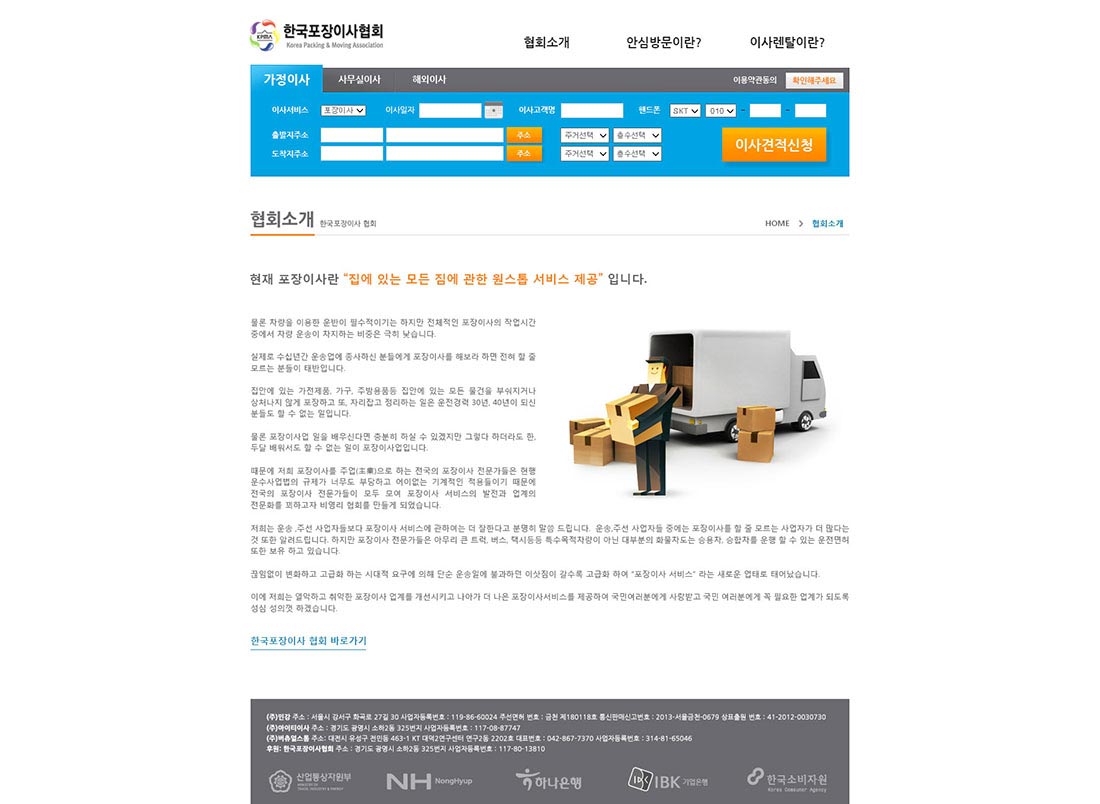 한국포장이사협회
KPMA Korea Packing & Moving Association
협회소개 안심방문이란? 이사렌탈이란?
가정이사 사무실이사 해외이사 이용약관동의 확인해주세요
이사서비스 포장이사 이사일자 이사고객명 핸드폰 SKT 010 - -
출발지주소 주소 주거선택 층수선택
도착지주소 주소 주거선택 층수선택
이사견적신청
협회소개 한국포장이사 협회 HOME > 협회소개
현재 포장이사란 “집에 있는 모든 짐에 관한 원스톱 서비스 제공” 입니다.
물론 차량을 이용한 운반이 필수적이기는 하지만 전체적인 포장이사의 작업시간
중에서 차량 운송이 차지하는 비중은 극히 낮습니다.
실제로 수십년간 운송업에 종사하신 분들에게 포장이사를 해보라 하면 전혀 할 줄
모르는 분들이 태반입니다.
집안에 있는 가전제품, 가구, 주방용품등 집안에 있는 모든 물건을 부숴지거나
상처나지 않게 포장하고 또, 자리잡고 정리하는 일은 운전경력 30년, 40년이 되신
분들도 할 수 없는 일입니다.
물론 포장이사업 일을 배우신다면 충분히 하실 수 있겠지만 그렇다 하더라도 한,
두달 배워서도 할 수 없는 일이 포장이사업입니다.
때문에 저희 포장이사를 주업(主業)으로 하는 전국의 포장이사 전문가들은 현행
운수사업법의 규제가 너무도 부당하고 어이없는 기계적인 적용들이기 때문에
전국의 포장이사 전문가들이 모두 모여 포장이사 서비스의 발전과 업계의
전문화를 꾀하고자 비영리 협회를 만들게 되었습니다.
저희는 운송 ,주선 사업자들보다 포장이사 서비스에 관하여는 더 잘한다고 분명히 말씀 드립니다. 운송,주선 사업자들 중에는 포장이사를 할 줄 모르는 사업자가 더 많다는
것 또한 알려드립니다. 하지만 포장이사 전문가들은 아무리 큰 트럭, 버스, 택시등등 특수목적차량이 아닌 대부분의 화물차도는 승용차, 승합차를 운행 할 수 있는 운전면허
또한 보유 하고 있습니다.
끊임없이 변화하고 고급화 하는 시대적 요구에 의해 단순 운송일에 불과하던 이삿짐이 갈수록 고급화 하여 “포장이사 서비스” 라는 새로운 업태로 태어났습니다.
이에 저희는 열악하고 취약한 포장이사 업계를 개선시키고 나아가 더 나은 포장이사서비스를 제공하여 국민여러분에게 사랑받고 국민 여러분에게 꼭 필요한 업계가 되도록
성심 성의껏 하겠습니다.
한국포장이사 협회 바로가기
(주)민강 주소 : 서울시 강서구 화곡로 27길 30 사업자등록번호 : 119-86-60024 주선면허 번호 : 금천 제180118호 통신판매신고번호 : 2013-서울금천-0679 상표출원 번호 : 41-2012-0030730
(주)아이티이사 주소 : 경기도 광명시 소하2동 325번지 사업자등록번호 : 117-08-87747
(주)버츄얼스톰 주소: 대전시 유성구 전민동 463-1 KT 대덕2연구센터 연구2동 2202호 대표번호 : 042-867-7370 사업자등록번호 : 314-81-65046
후원: 한국포장이사협회 주소 : 경기도 광명시 소하2동 325번지 사업자등록번호 : 117-80-13810
산업통상자원부 NH NongHyup 하나은행 IBK 기업은행 한국소비자원
MINISTRY OF TRADE, INDUSTRY & ENERGY Korea Consumer Agency